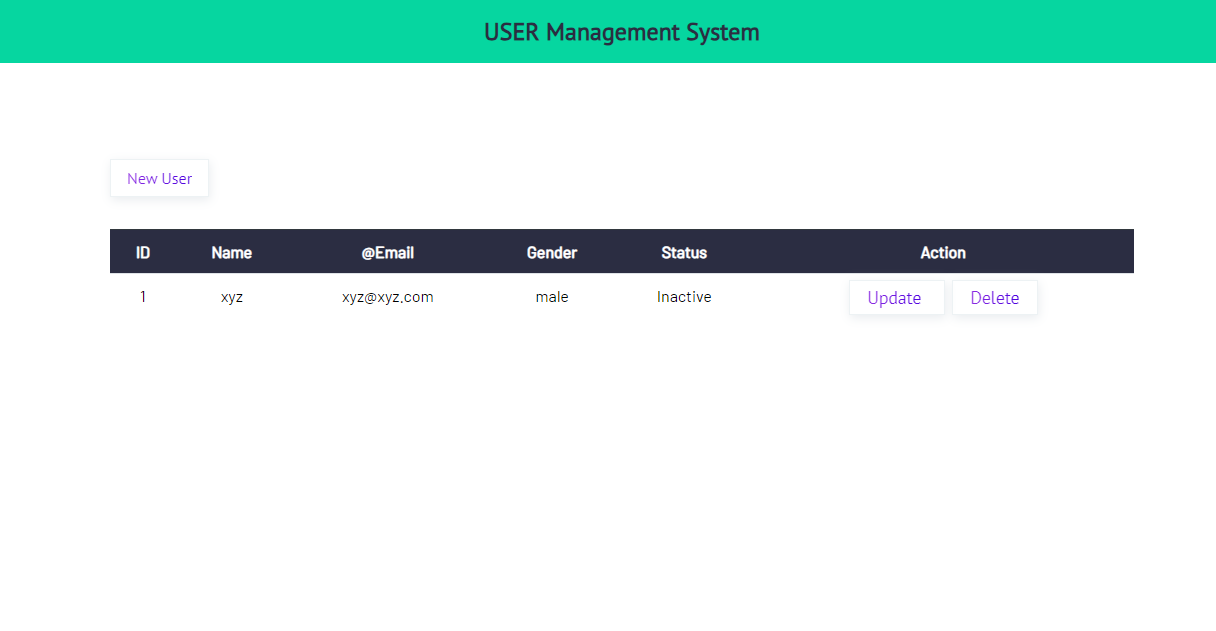 USER Management System
New User
ID Name @Email Gender Status Action
1 xyz xyz@xyz.com male Inactive Update Delete